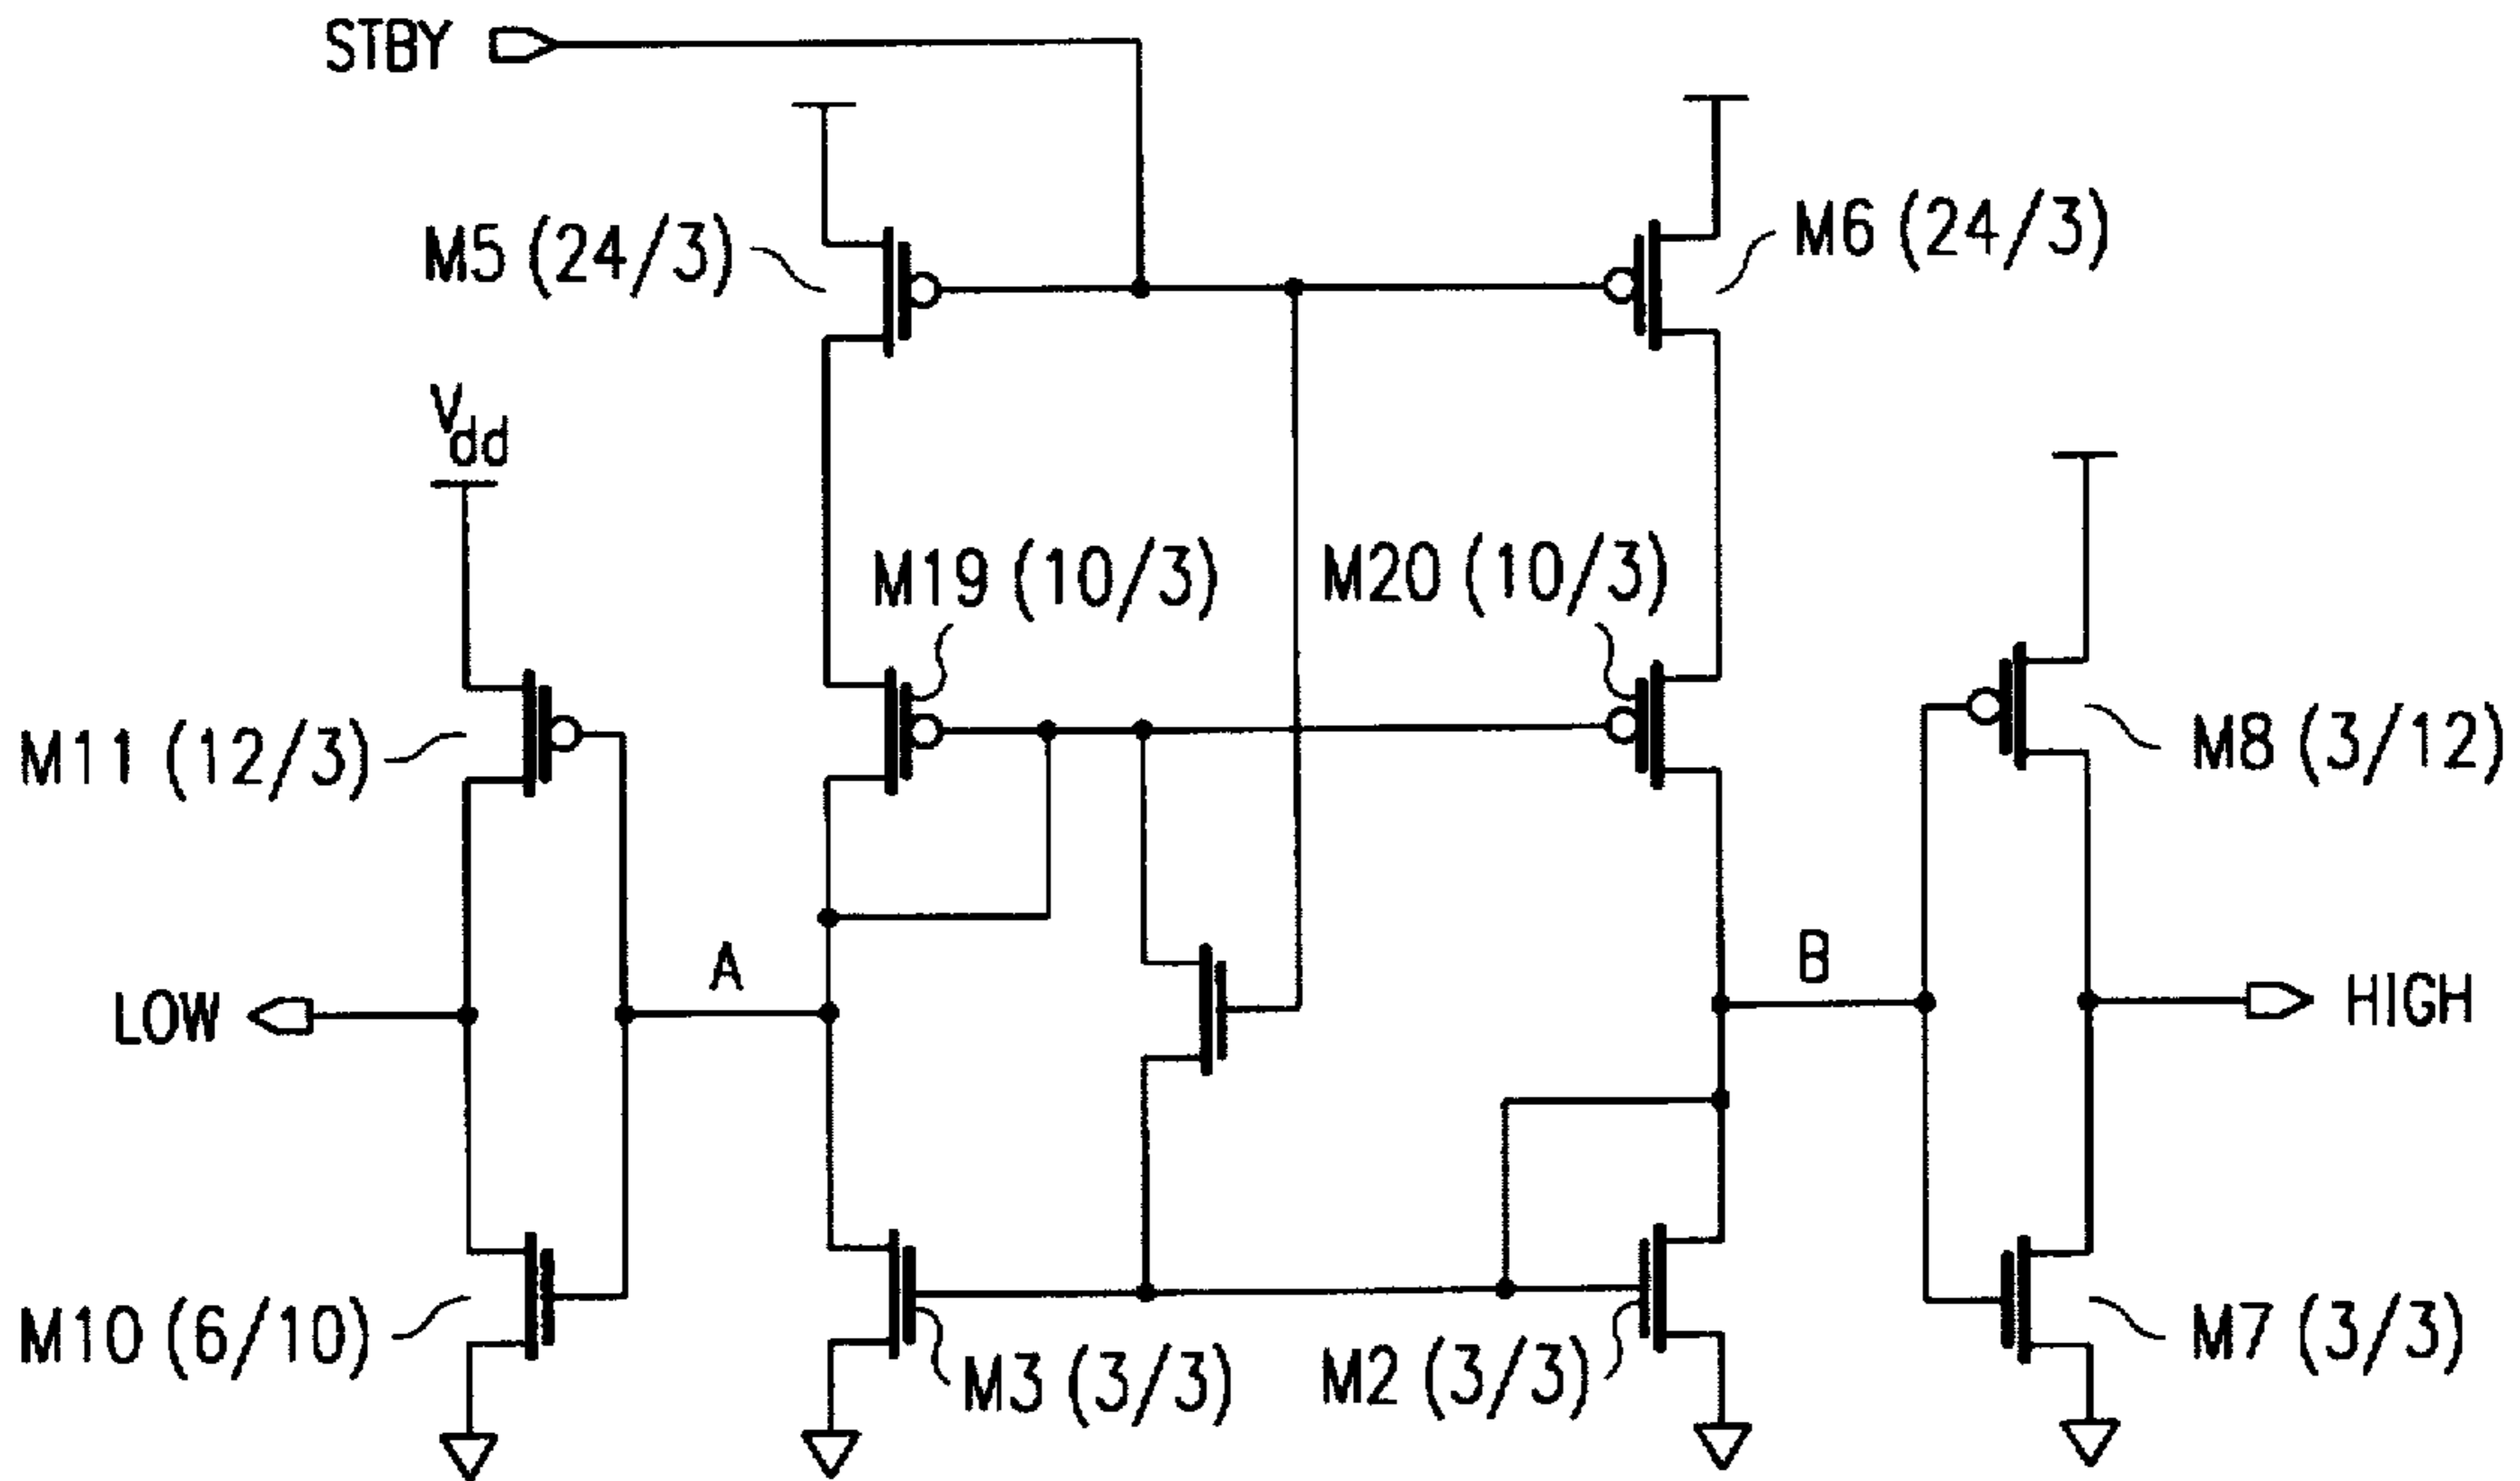 STBY
M5 (24/3)
M6 (24/3)
Vdd
M19 (10/3)
M20 (10/3)
M11 (12/3)
M8 (3/12)
A
B
LOW
HIGH
M10 (6/10)
M3 (3/3)
M2 (3/3)
M7 (3/3)